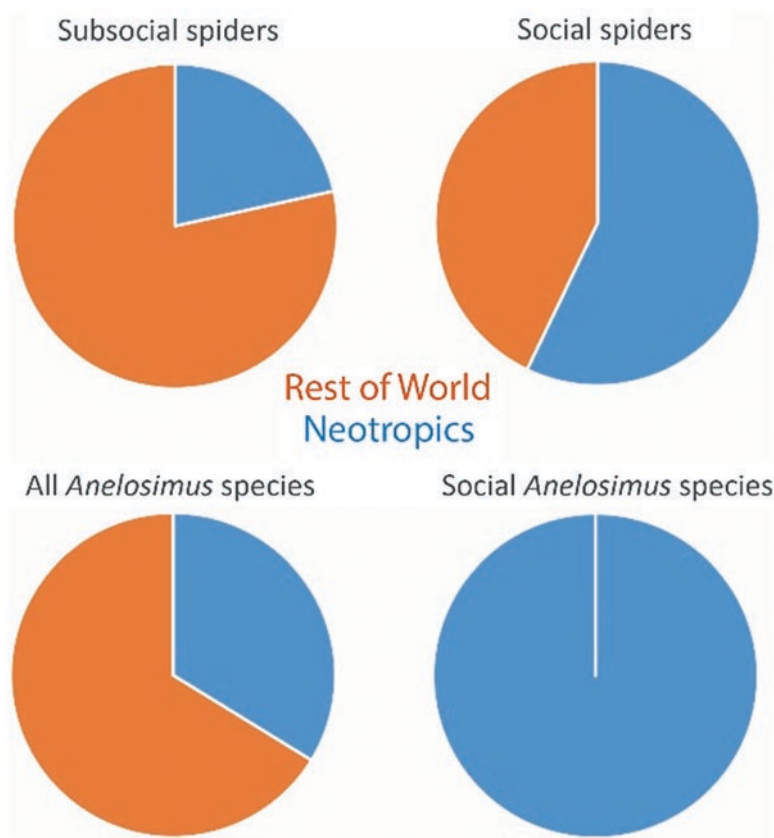 Subsocial spiders
Social spiders
Rest of World
Neotropics
All Anelosimus species
Social Anelosimus species